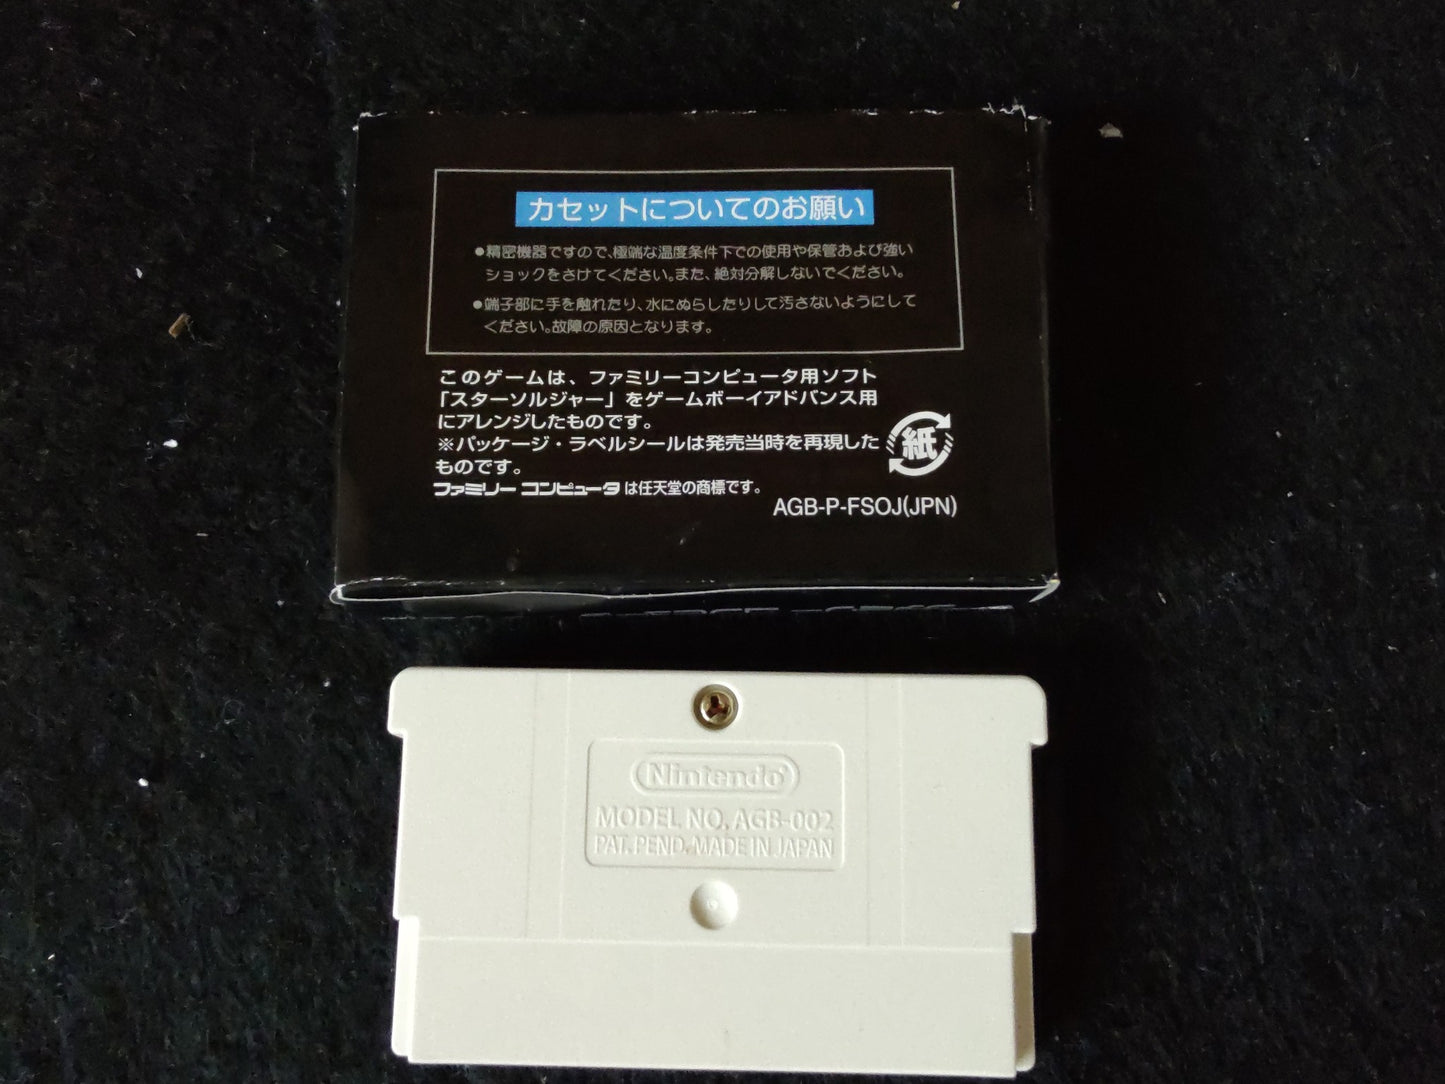 カセットについてのお願い
●精密機器ですので、極端な温度条件下での使用や保管および強い
ショックをさけてください。また、絶対分解しないでください。
●端子部に手を触れたり、水にぬらしたりして汚さないようにして
ください。故障の原因となります。
このゲームは、ファミリーコンピュータ用ソフト
「スターソルジャー」をゲームボーイアドバンス用
にアレンジしたものです。
※パッケージ・ラベルシールは発売当時を再現した
ものです。
紙
ファミリーコンピュータは任天堂の商標です。
AGB-P-FSOJ(JPN)
Nintendo
MODEL NO. AGB-002
PAT. PEND. MADE IN JAPAN